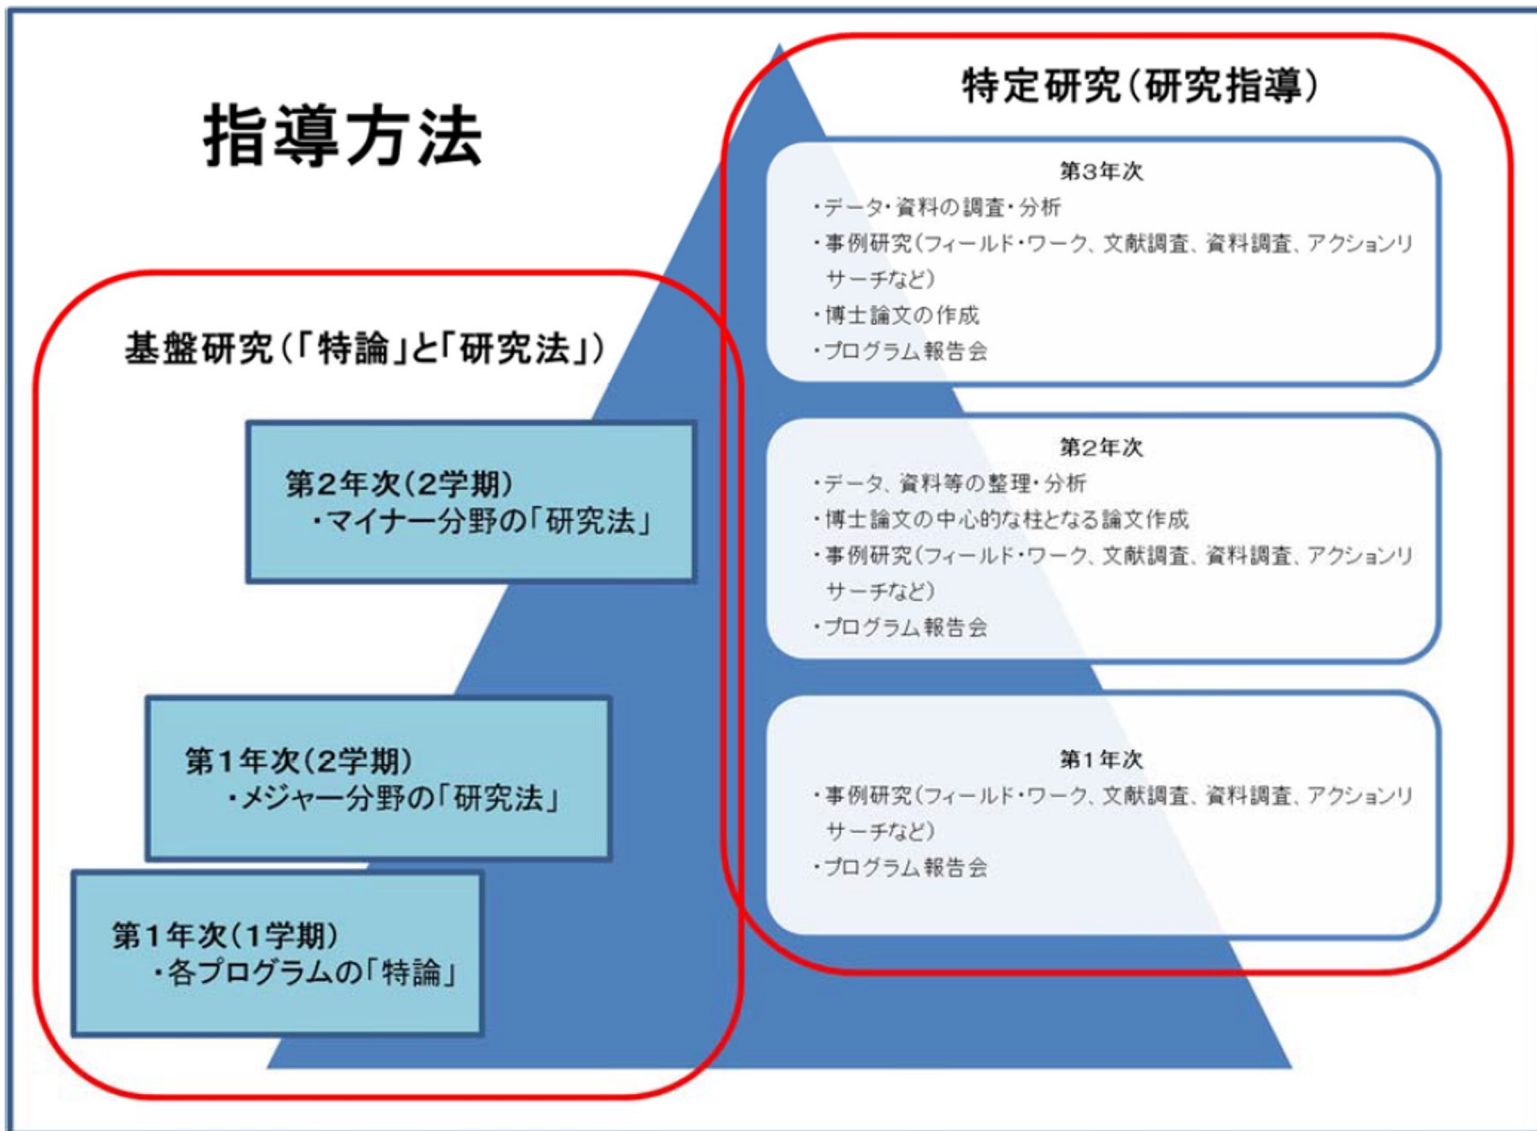 指導方法
基盤研究(「特論」と「研究法」)
第2年次(2学期)
・マイナー分野の「研究法」
第1年次(2学期)
・メジャー分野の「研究法」
第1年次(1学期)
・各プログラムの「特論」
特定研究(研究指導)
第3年次
・データ・資料の調査・分析
・事例研究(フィールド・ワーク、文献調査、資料調査、アクションリ
サーチなど)
・博士論文の作成
・プログラム報告会
第2年次
・データ、資料等の整理・分析
・博士論文の中心的な柱となる論文作成
・事例研究(フィールド・ワーク、文献調査、資料調査、アクションリ
サーチなど)
・プログラム報告会
第1年次
・事例研究(フィールド・ワーク、文献調査、資料調査、アクションリ
サーチなど)
・プログラム報告会